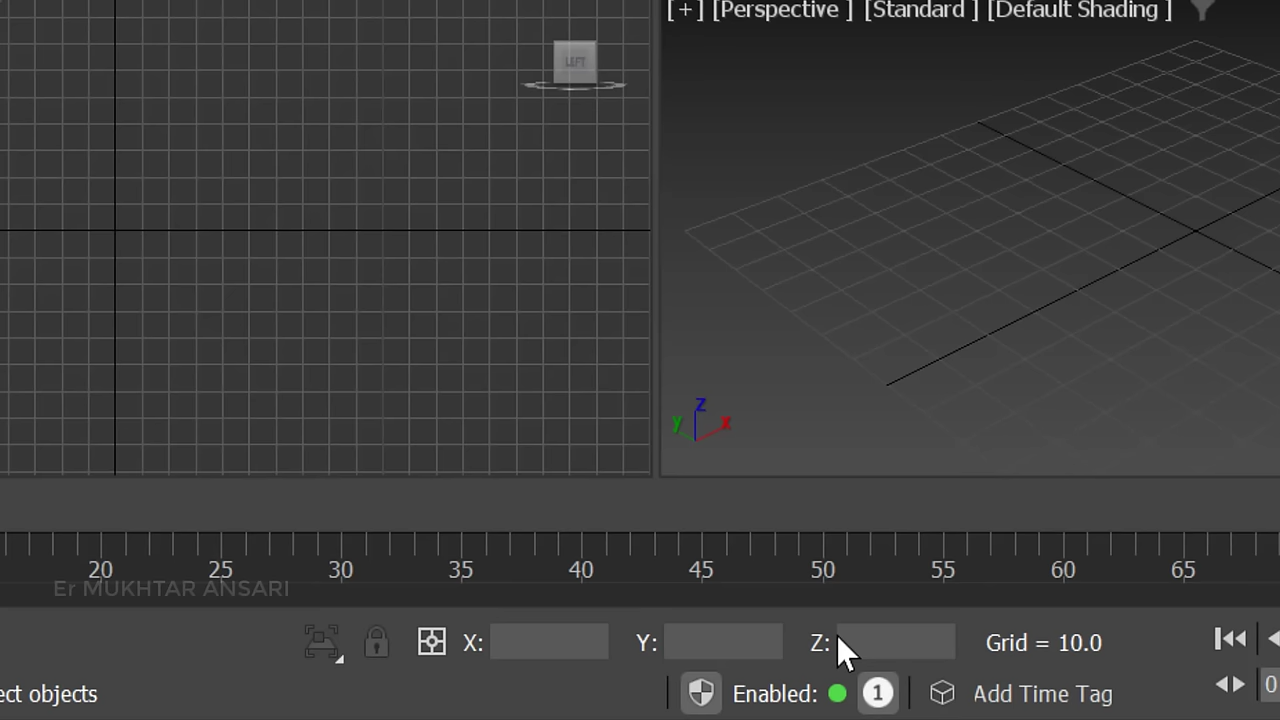 [+] [Perspective ] [Standard ] [Default Shading ]
LEFT
z
y x
20 25 30 35 40 45 50 55 60 65
Er MUKHTAR ANSARI
X: Y: Z: Grid = 10.0
ect objects Enabled: 1 Add Time Tag 0